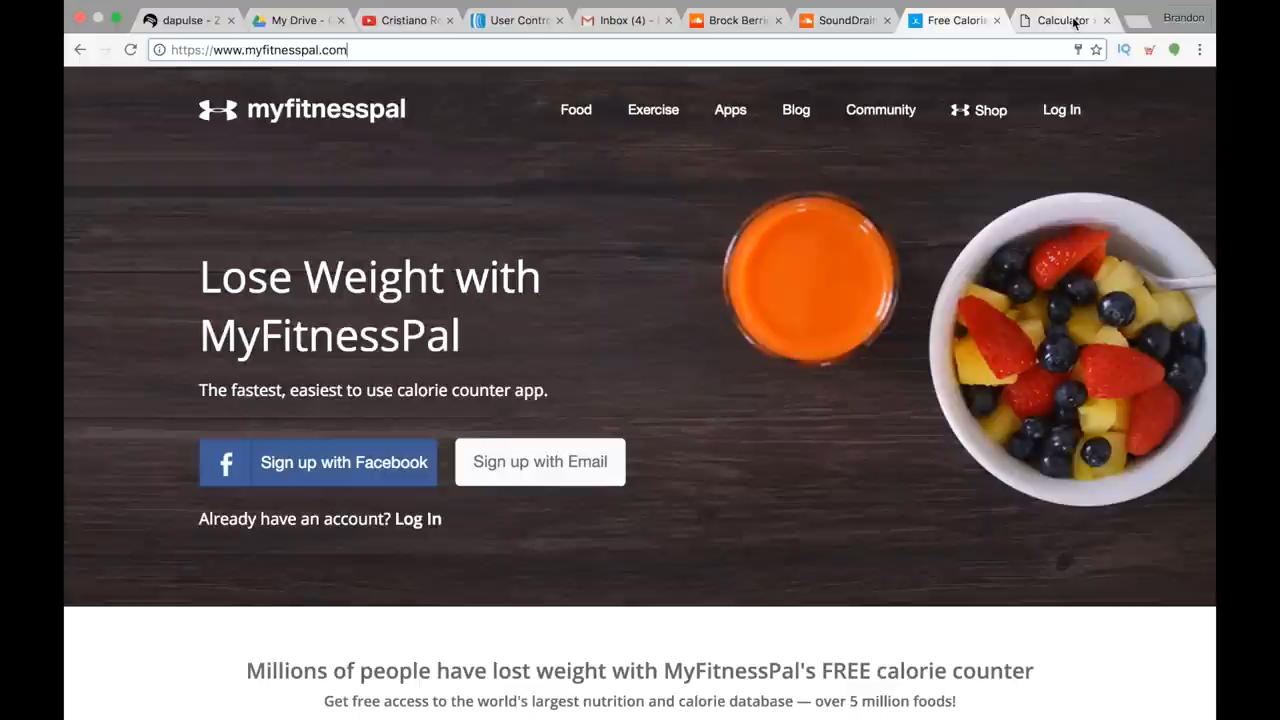 dapulse - 2
My Drive -
Cristiano Ro
User Contro
Inbox (4) -
Brock Berri
SoundDrain
Free Calorie
Calculator
Brandon
https://www.myfitnesspal.com
IQ
myfitnesspal
Food
Exercise
Apps
Blog
Community
Shop
Log In
Lose Weight with
MyFitnessPal
The fastest, easiest to use calorie counter app.
f Sign up with Facebook
Sign up with Email
Already have an account? Log In
Millions of people have lost weight with MyFitnessPal's FREE calorie counter
Get free access to the world's largest nutrition and calorie database — over 5 million foods!